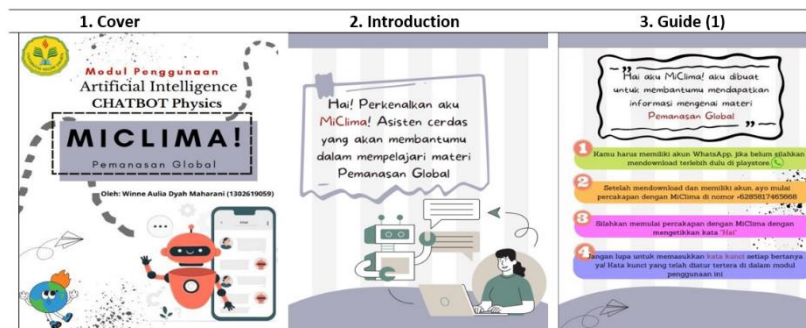 1. Cover
2. Introduction
3. Guide (1)
Modul Penggunaan
Artificial Intelligence
CHATBOT Physics
MICLIMA!
Pemanasan Global
Oleh: Winne Aulia Dyah Maharani (1302619059)
Hai! Perkenalkan aku
MiClima! Asisten cerdas
yang akan membantumu
dalam mempelajari materi
Pemanasan Global
Hai aku MiClima! aku dibuat
untuk membantumu mendapatkan
informasi mengenai materi
Pemanasan Global
1
Kamu harus memiliki akun WhatsApp, jika belum silahkan
mendownload terlebih dulu di playstore
2
Setelah mendownload dan memiliki akun, ayo mulai
percakapan dengan MiClima di nomor +6285817465668
3
Silahkan memulai percakapan dengan MiClima dengan
mengetikkan kata "Hai"
4
Jangan lupa untuk memasukkan kata kunci setiap bertanya
ya! Kata kunci yang telah diatur tertera di dalam modul
penggunaan ini